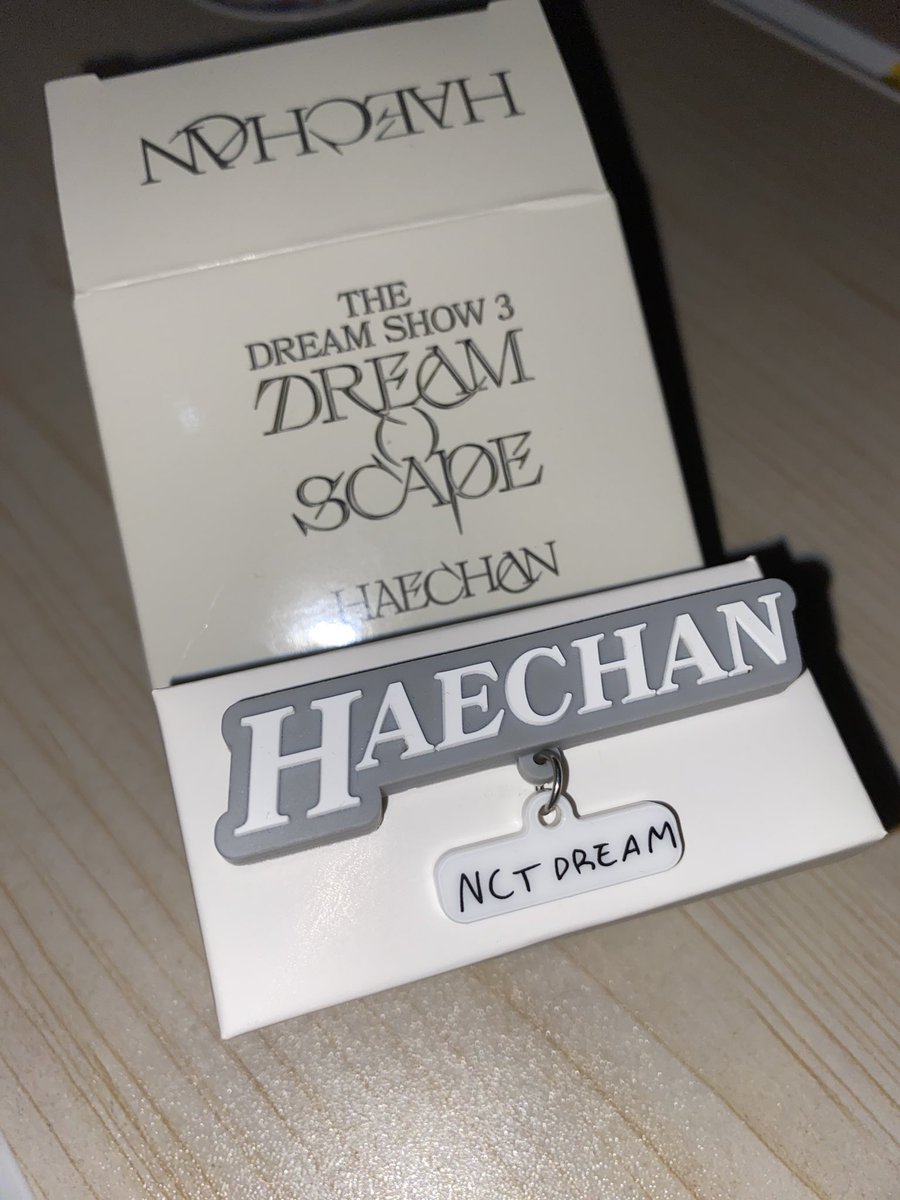 HAECHAN
THE
DREAM SHOW 3
DREAM
SCAPE
HAECHAN
HAECHAN
NCT DREAM